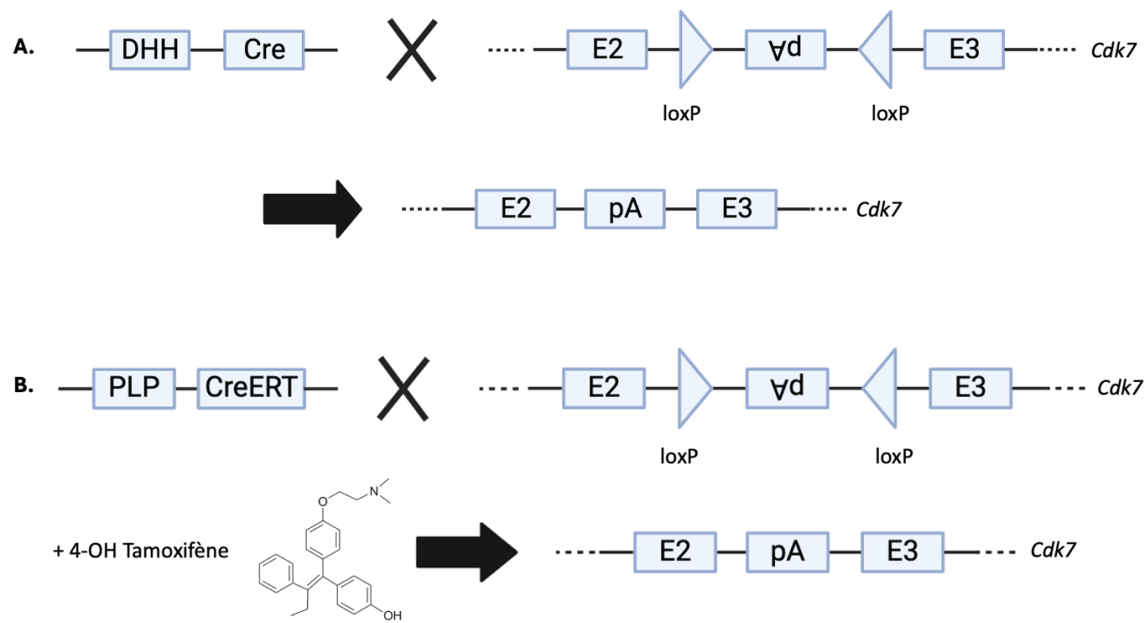 A. DHH Cre E2 pA E3 Cdk7
loxP loxP
E2 pA E3 Cdk7
B. PLP CreERT E2 pA E3 Cdk7
loxP loxP
O N
+ 4-OH Tamoxifène E2 pA E3 Cdk7
OH